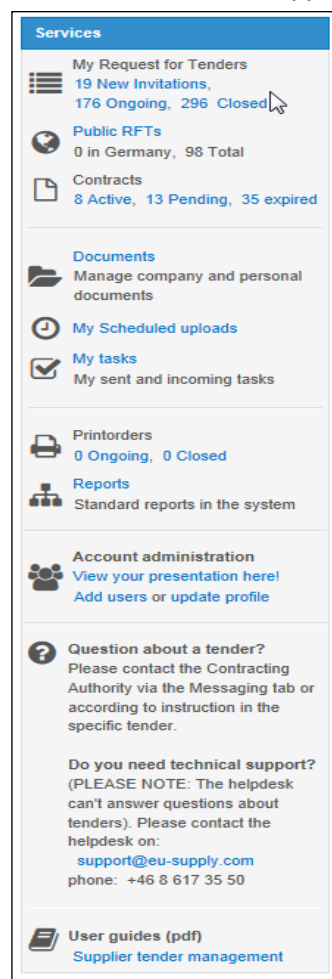 Services
My Request for Tenders
19 New Invitations,
176 Ongoing, 296 Closed
Public RFTs
0 in Germany, 98 Total
Contracts
8 Active, 13 Pending, 35 expired
Documents
Manage company and personal
documents
My Scheduled uploads
My tasks
My sent and incoming tasks
Printorders
0 Ongoing, 0 Closed
Reports
Standard reports in the system
Account administration
View your presentation here!
Add users or update profile
Question about a tender?
Please contact the Contracting
Authority via the Messaging tab or
according to instruction in the
specific tender.
Do you need technical support?
(PLEASE NOTE: The helpdesk
can't answer questions about
tenders). Please contact the
helpdesk on:
support@eu-supply.com
phone: +46 8 617 35 50
User guides (pdf)
Supplier tender management